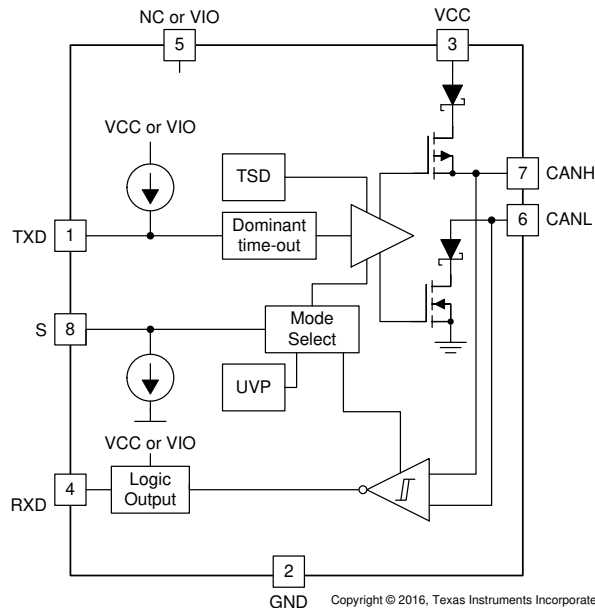 NC or VIO
VCC
5
3
VCC or VIO
TSD
7
CANH
6
CANL
TXD
1
Dominant
time-out
S
8
Mode
Select
UVP
VCC or VIO
RXD
4
Logic
Output
2
GND
Copyright © 2016, Texas Instruments Incorporate